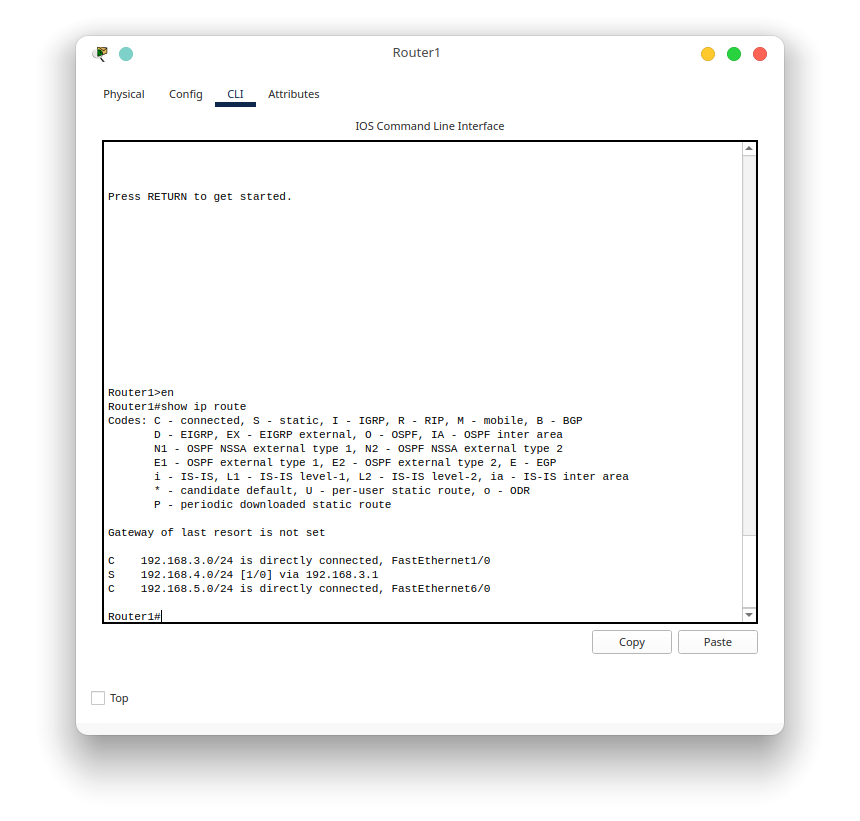 Router1
Physical Config CLI Attributes
IOS Command Line Interface
Press RETURN to get started.
Router1>en
Router1#show ip route
Codes: C - connected, S - static, I - IGRP, R - RIP, M - mobile, B - BGP
       D - EIGRP, EX - EIGRP external, O - OSPF, IA - OSPF inter area
       N1 - OSPF NSSA external type 1, N2 - OSPF NSSA external type 2
       E1 - OSPF external type 1, E2 - OSPF external type 2, E - EGP
       i - IS-IS, L1 - IS-IS level-1, L2 - IS-IS level-2, ia - IS-IS inter area
       * - candidate default, U - per-user static route, o - ODR
       P - periodic downloaded static route
Gateway of last resort is not set
C    192.168.3.0/24 is directly connected, FastEthernet1/0
S    192.168.4.0/24 [1/0] via 192.168.3.1
C    192.168.5.0/24 is directly connected, FastEthernet6/0
Router1#
Copy Paste
Top